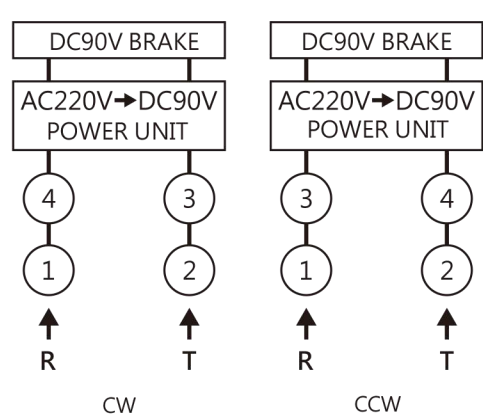 DC90V BRAKE
AC220V→DC90V
POWER UNIT
4 3
1 2
R T
CW
DC90V BRAKE
AC220V→DC90V
POWER UNIT
3 4
1 2
R T
CCW